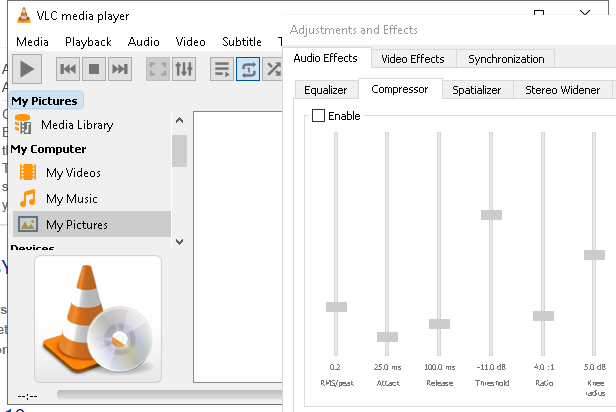 VLC media player
Media Playback Audio Video Subtitle T
My Pictures
Media Library
My Computer
My Videos
My Music
My Pictures
Devices
--:--
Adjustments and Effects
Audio Effects Video Effects Synchronization
Equalizer Compressor Spatializer Stereo Widener
Enable
0.2 25.0 ms 100.0 ms -11.0 dB 4.0 :1 5.0 dB
RMS/peak Attack Release Threshold Ratio Knee
radius